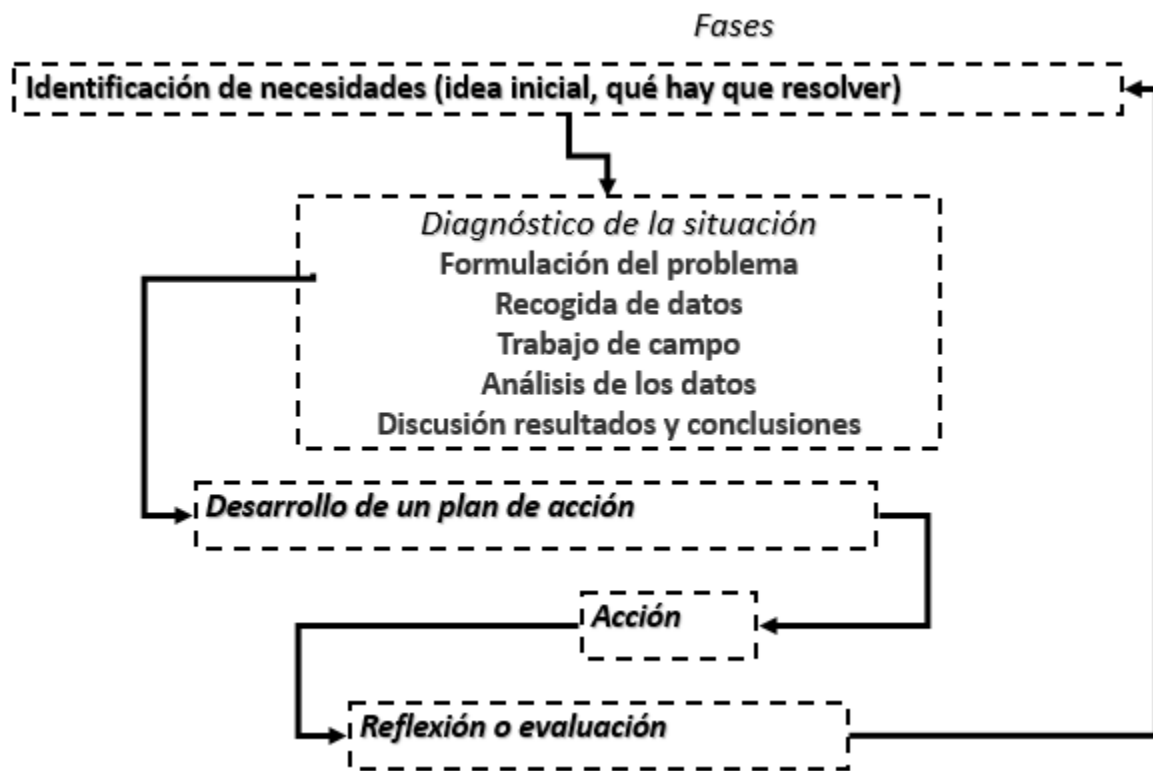 Fases
Identificación de necesidades (idea inicial, qué hay que resolver)
Diagnóstico de la situación
Formulación del problema
Recogida de datos
Trabajo de campo
Análisis de los datos
Discusión resultados y conclusiones
Desarrollo de un plan de acción
Acción
Reflexión o evaluación